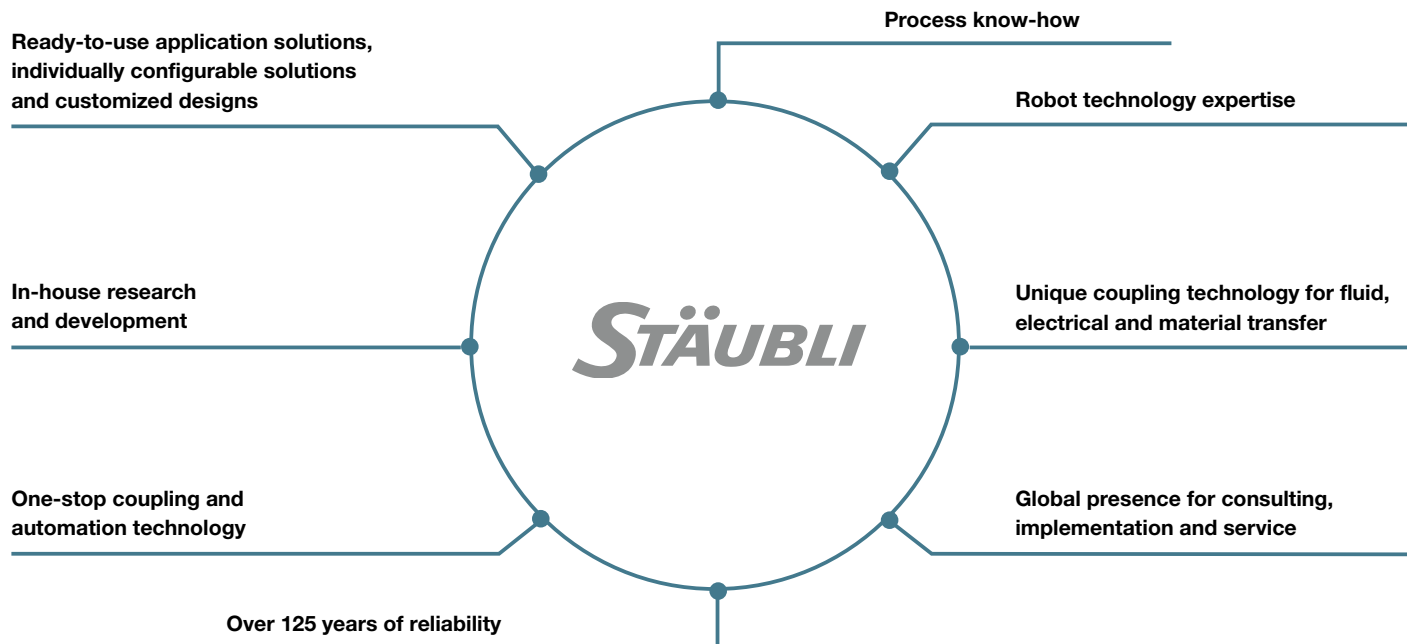 Process know-how
Ready-to-use application solutions,
individually configurable solutions
and customized designs
Robot technology expertise
In-house research
and development
Unique coupling technology for fluid,
electrical and material transfer
STÄUBLI
One-stop coupling and
automation technology
Global presence for consulting,
implementation and service
Over 125 years of reliability